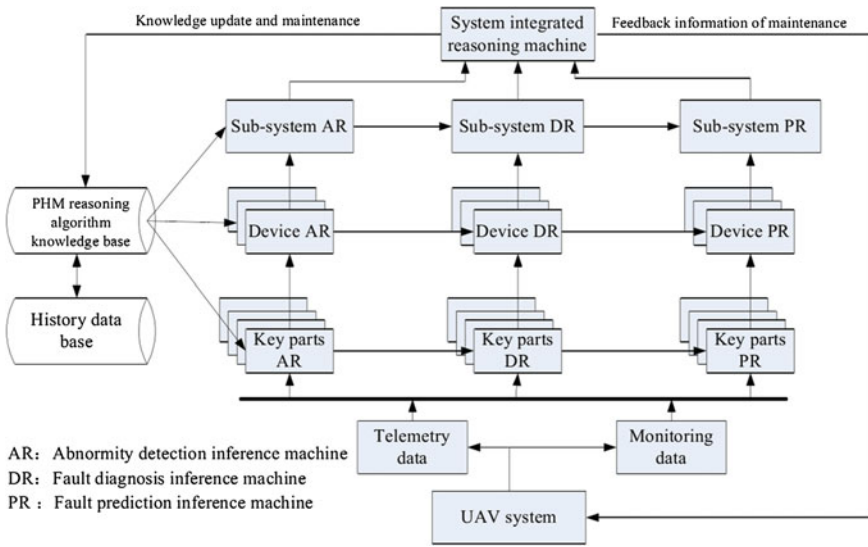 Knowledge update and maintenance
System integrated
reasoning machine
Feedback information of maintenance
Sub-system AR
Sub-system DR
Sub-system PR
PHM reasoning
algorithm
knowledge base
Device AR
Device DR
Device PR
History data
base
Key parts
AR
Key parts
DR
Key parts
PR
Telemetry
data
Monitoring
data
AR: Abnormity detection inference machine
DR: Fault diagnosis inference machine
PR : Fault prediction inference machine
UAV system